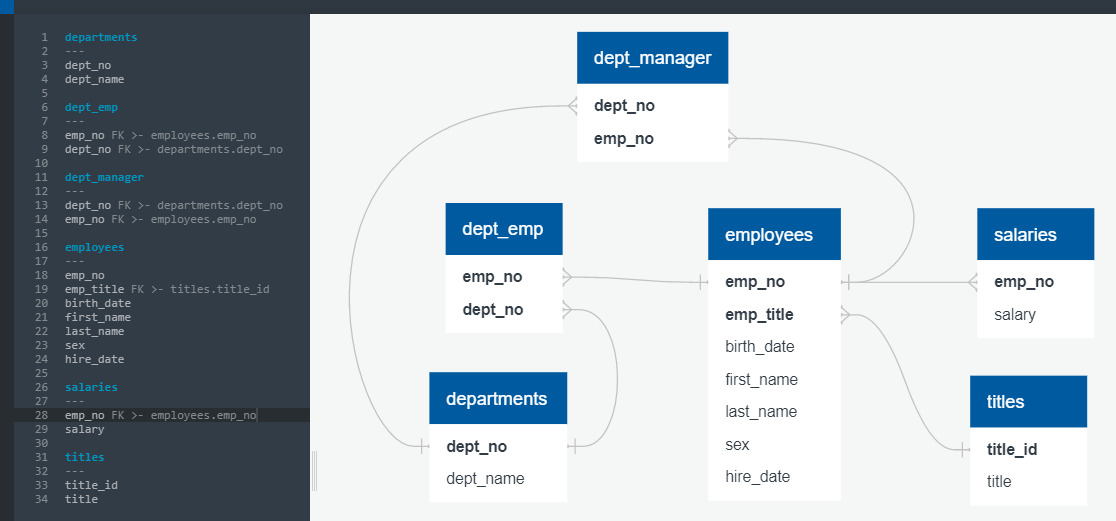 1 departments
2 ---
3 dept_no
4 dept_name
5
6 dept_emp
7 ---
8 emp_no FK >- employees.emp_no
9 dept_no FK >- departments.dept_no
10
11 dept_manager
12 ---
13 dept_no FK >- departments.dept_no
14 emp_no FK >- employees.emp_no
15
16 employees
17 ---
18 emp_no
19 emp_title FK >- titles.title_id
20 birth_date
21 first_name
22 last_name
23 sex
24 hire_date
25
26 salaries
27 ---
28 emp_no FK >- employees.emp_no
29 salary
30
31 titles
32 ---
33 title_id
34 title
dept_manager
dept_no
emp_no
dept_emp
emp_no
dept_no
employees
emp_no
emp_title
birth_date
first_name
last_name
sex
hire_date
salaries
emp_no
salary
departments
dept_no
dept_name
titles
title_id
title